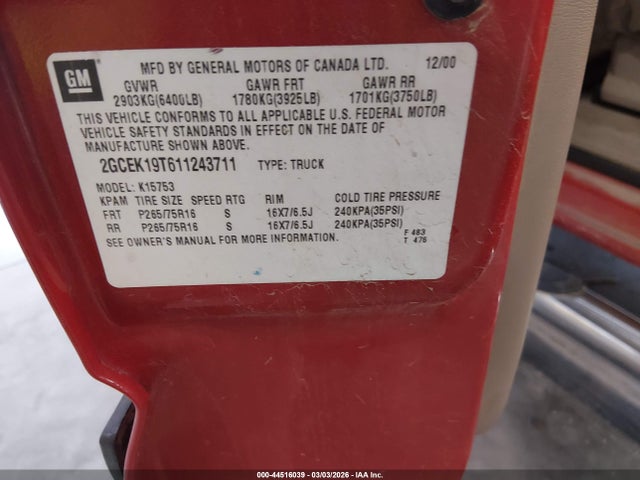 GM
MFD BY GENERAL MOTORS OF CANADA LTD. 12/00
GVWR GAWR FRT GAWR RR
2903KG(6400LB) 1780KG(3925LB) 1701KG(3750LB)
THIS VEHICLE CONFORMS TO ALL APPLICABLE U.S. FEDERAL MOTOR
VEHICLE SAFETY STANDARDS IN EFFECT ON THE DATE OF
MANUFACTURE SHOWN ABOVE.
2GCEK19T611243711 TYPE: TRUCK
MODEL: K15753
KPAM TIRE SIZE SPEED RTG RIM COLD TIRE PRESSURE
FRT P265/75R16 S 16X7/6.5J 240KPA(35PSI)
RR P265/75R16 S 16X7/6.5J 240KPA(35PSI)
SEE OWNER'S MANUAL FOR MORE INFORMATION.
F 483
T 476
000-44516039 | 03/03/2026 - IAA Inc.